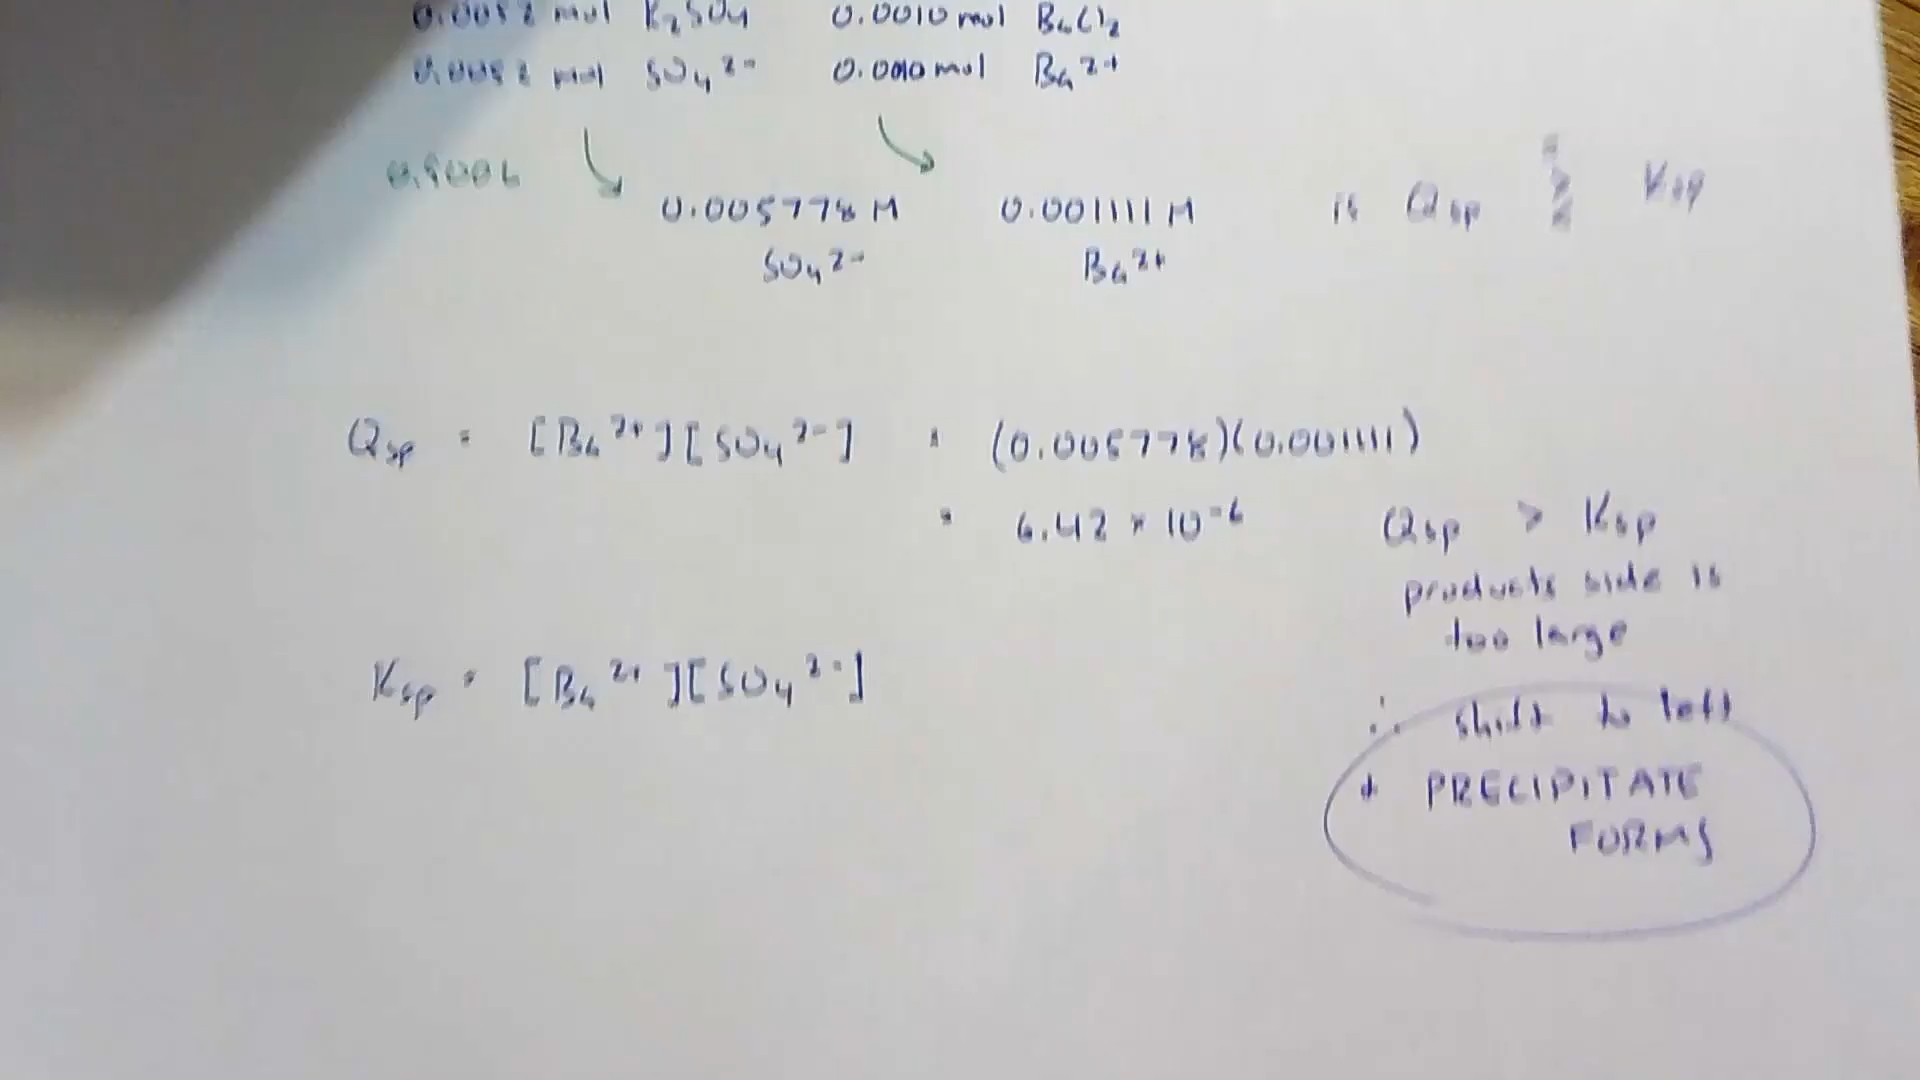 0.0052 mol K₂SO₄ 0.0010 mol BaCl₂
0.0052 mol SO₄²⁻ 0.0010 mol Ba²⁺
0.005778 M 0.001111 M is Qsp Ksp
SO₄²⁻ Ba²⁺
Qsp = [Ba²⁺][SO₄²⁻] = (0.005778)(0.001111)
= 6.42 × 10⁻⁶ Qsp > Ksp
products side is
too large
Ksp = [Ba²⁺][SO₄²⁻]
∴ shift to left
+ PRECIPITATE
FORMS